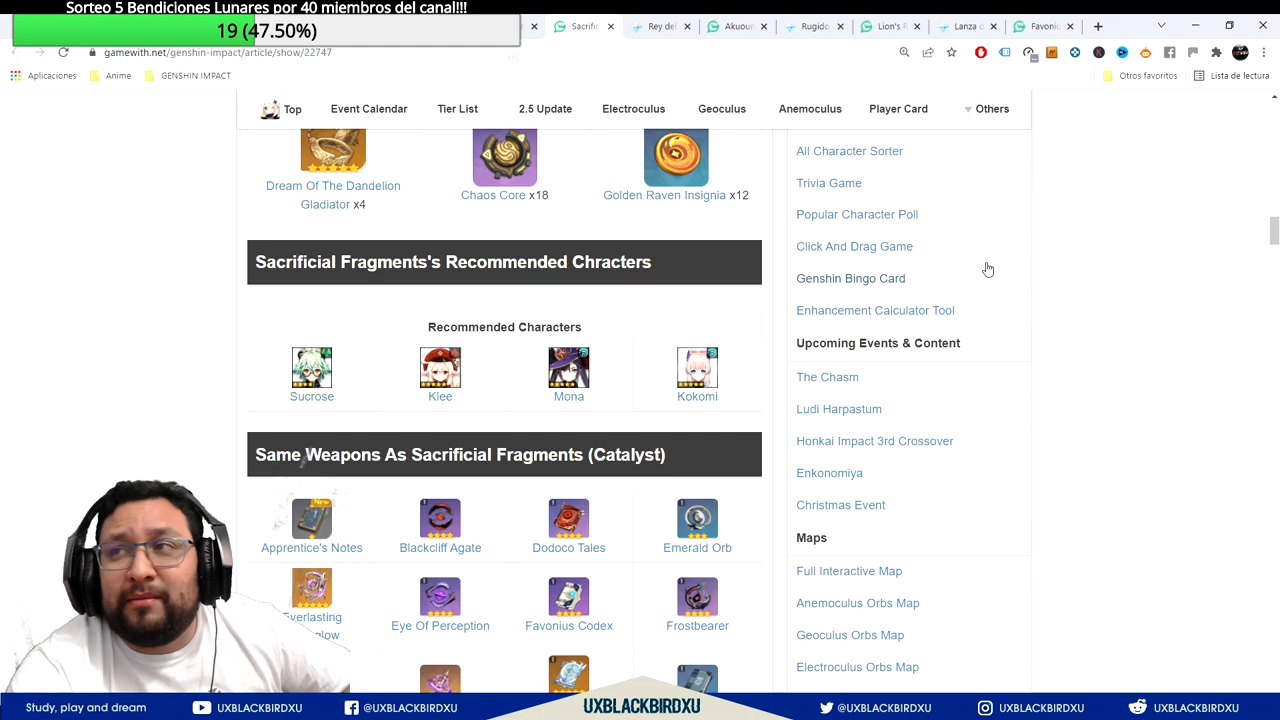 Sorteo 5 Bendiciones Lunares por 40 miembros del canal!!!
19 (47.50%)
Sacrific
Rey del
Akuoum
Rugido
Lion's R
Lanza d
Favoniu
gamewith.net/genshin-impact/article/show/22747
Aplicaciones
Anime
GENSHIN IMPACT
Otros favoritos
Lista de lectura
Top
Event Calendar
Tier List
2.5 Update
Electroculus
Geoculus
Anemoculus
Player Card
Others
Dream Of The Dandelion
Gladiator x4
Chaos Core x18
Golden Raven Insignia x12
Sacrificial Fragments's Recommended Chracters
Recommended Characters
Sucrose
Klee
Mona
Kokomi
Same Weapons As Sacrificial Fragments (Catalyst)
New
Apprentice's Notes
Blackcliff Agate
Dodoco Tales
Emerald Orb
Everlasting
glow
Eye Of Perception
Favonius Codex
Frostbearer
All Character Sorter
Trivia Game
Popular Character Poll
Click And Drag Game
Genshin Bingo Card
Enhancement Calculator Tool
Upcoming Events & Content
The Chasm
Ludi Harpastum
Honkai Impact 3rd Crossover
Enkonomiya
Christmas Event
Maps
Full Interactive Map
Anemoculus Orbs Map
Geoculus Orbs Map
Electroculus Orbs Map
Study, play and dream
UXBLACKBIRDXU
@UXBLACKBIRDXU
UXBLACKBIRDXU
@UXBLACKBIRDXU
UXBLACKBIRDXU
UXBLACKBIRDXU